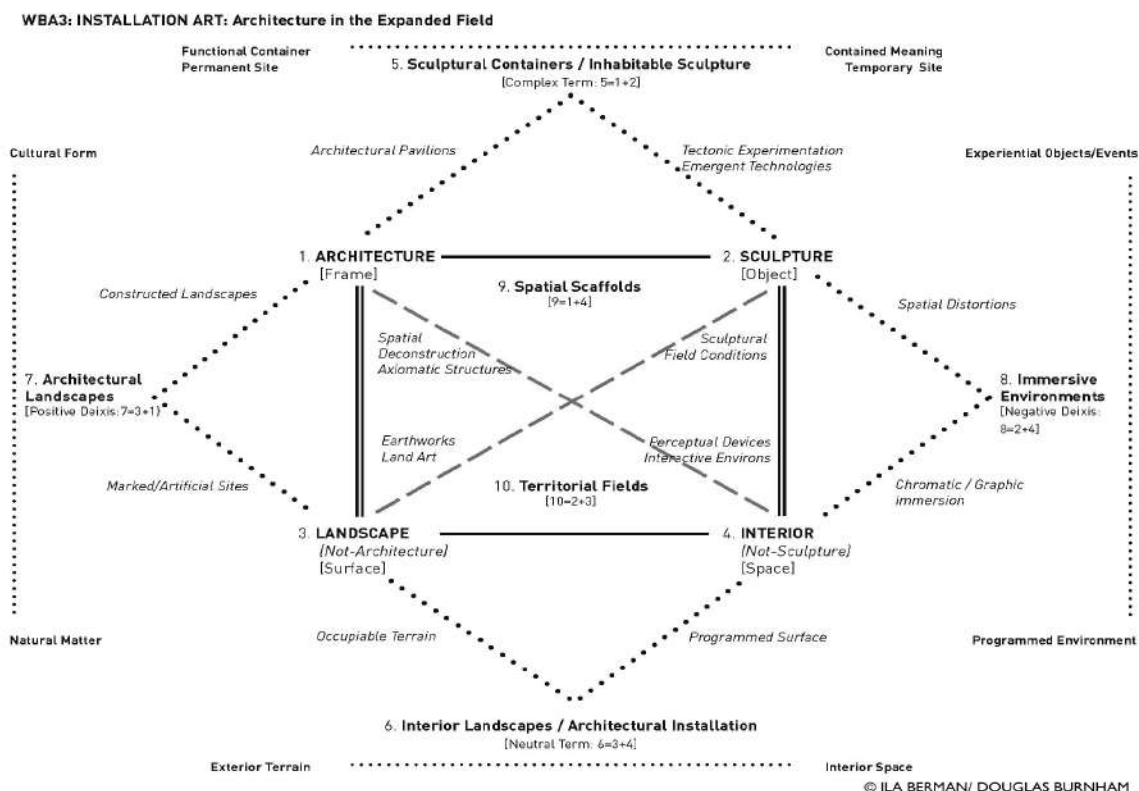 WBA3: INSTALLATION ART: Architecture in the Expanded Field
Functional Container
Permanent Site
Contained Meaning
Temporary Site
5. Sculptural Containers / Inhabitable Sculpture
[Complex Term: 5=1+2]
Cultural Form
Architectural Pavilions
Tectonic Experimentation
Emergent Technologies
Experiential Objects/Events
1. ARCHITECTURE
[Frame]
2. SCULPTURE
[Object]
9. Spatial Scaffolds
[9=1+4]
Constructed Landscapes
Spatial Distortions
Spatial
Deconstruction
Axiomatic Structures
Sculptural
Field Conditions
7. Architectural
Landscapes
[Positive Deixis:7=3+1]
8. Immersive
Environments
[Negative Deixis:
8=2+4]
Earthworks
Land Art
Perceptual Devices
Interactive Environs
Marked/Artificial Sites
10. Territorial Fields
[10=2+3]
Chromatic / Graphic
Immersion
3. LANDSCAPE
(Not-Architecture)
[Surface]
4. INTERIOR
(Not-Sculpture)
[Space]
Natural Matter
Occupiable Terrain
Programmed Surface
Programmed Environment
6. Interior Landscapes / Architectural Installation
[Neutral Term: 6=3+4]
Exterior Terrain
Interior Space
© ILA BERMAN/ DOUGLAS BURNHAM